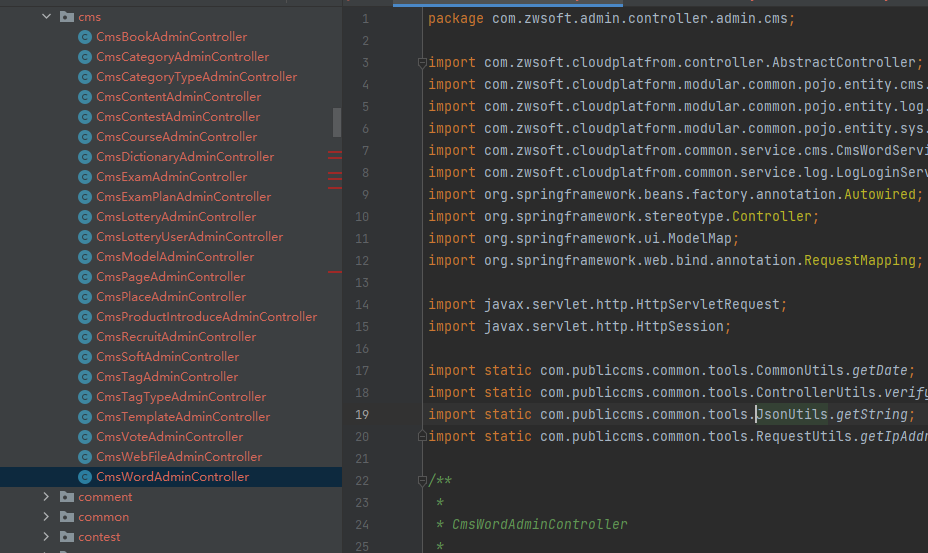 cms
CmsBookAdminController
CmsCategoryAdminController
CmsCategoryTypeAdminController
CmsContentAdminController
CmsContestAdminController
CmsCourseAdminController
CmsDictionaryAdminController
CmsExamAdminController
CmsExamPlanAdminController
CmsLotteryAdminController
CmsLotteryUserAdminController
CmsModelAdminController
CmsPageAdminController
CmsPlaceAdminController
CmsProductIntroduceAdminController
CmsRecruitAdminController
CmsSoftAdminController
CmsTagAdminController
CmsTagTypeAdminController
CmsTemplateAdminController
CmsVoteAdminController
CmsWebFileAdminController
CmsWordAdminController
comment
common
contest
1 package com.zwsoft.admin.controller.admin.cms;
2
3 import com.zwsoft.cloudplatfrom.controller.AbstractController;
4 import com.zwsoft.cloudplatform.modular.common.pojo.entity.cms.
5 import com.zwsoft.cloudplatform.modular.common.pojo.entity.log.
6 import com.zwsoft.cloudplatform.modular.common.pojo.entity.sys.
7 import com.zwsoft.cloudplatfrom.common.service.cms.CmsWordServi
8 import com.zwsoft.cloudplatfrom.common.service.log.LogLoginServ
9 import org.springframework.beans.factory.annotation.Autowired;
10 import org.springframework.stereotype.Controller;
11 import org.springframework.ui.ModelMap;
12 import org.springframework.web.bind.annotation.RequestMapping;
13
14 import javax.servlet.http.HttpServletRequest;
15 import javax.servlet.http.HttpSession;
16
17 import static com.publiccms.common.tools.CommonUtils.getDate;
18 import static com.publiccms.common.tools.ControllerUtils.verify
19 import static com.publiccms.common.tools.JsonUtils.getString;
20 import static com.publiccms.common.tools.RequestUtils.getIpAddr
21
22 /**
23 *
24 * CmsWordAdminController
25 *